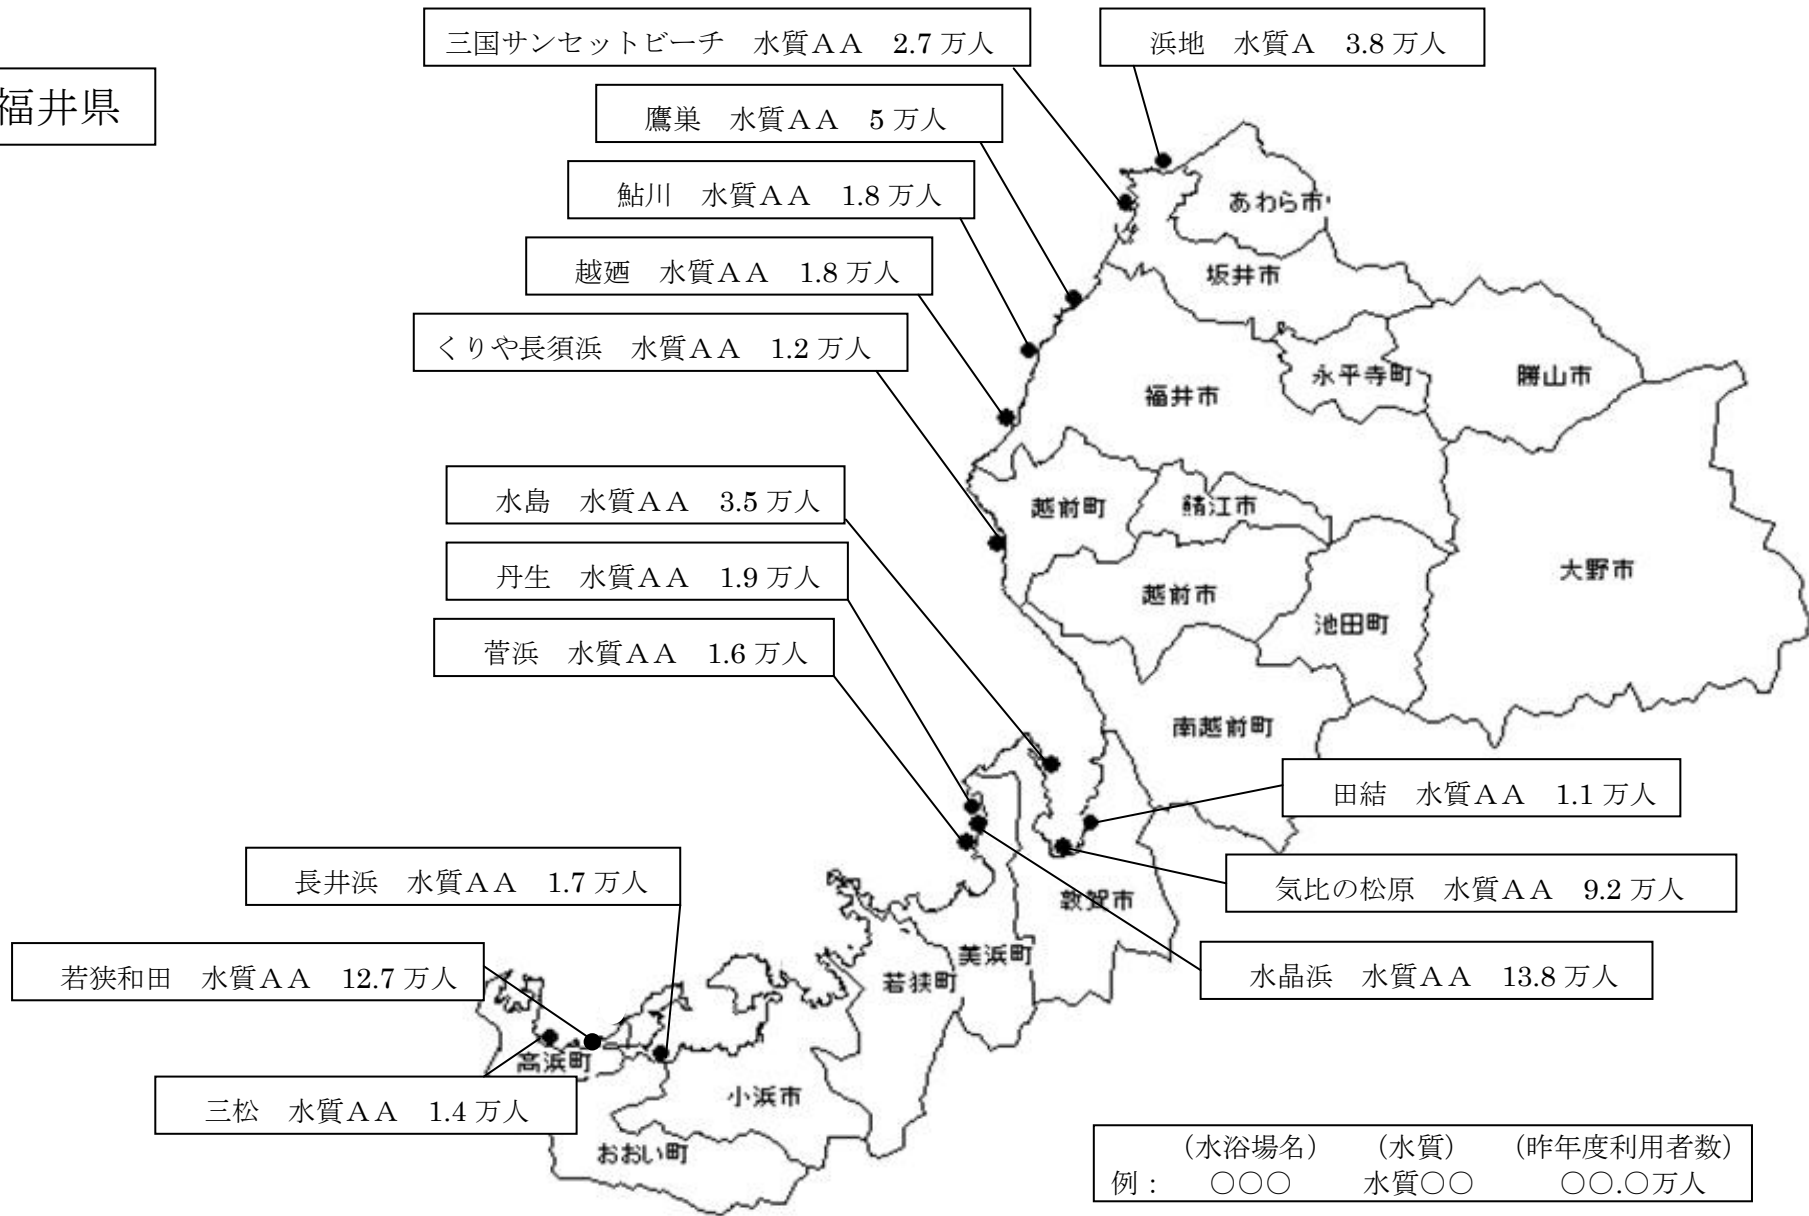 福井県
三国サンセットビーチ　水質AA　2.7 万人
浜地　水質A　3.8 万人
鷹巣　水質AA　5 万人
鮎川　水質AA　1.8 万人
越廼　水質AA　1.8 万人
くりや長須浜　水質AA　1.2 万人
水島　水質AA　3.5 万人
丹生　水質AA　1.9 万人
菅浜　水質AA　1.6 万人
あわら市
坂井市
永平寺町
勝山市
福井市
越前町
鯖江市
大野市
越前市
池田町
南越前町
田結　水質AA　1.1 万人
気比の松原　水質AA　9.2 万人
敦賀市
長井浜　水質AA　1.7 万人
美浜町
若狭町
若狭和田　水質AA　12.7 万人
水晶浜　水質AA　13.8 万人
高浜町
三松　水質AA　1.4 万人
小浜市
おおい町
（水浴場名）　（水質）　（昨年度利用者数）
例：　○○○　水質○○　○○.○万人